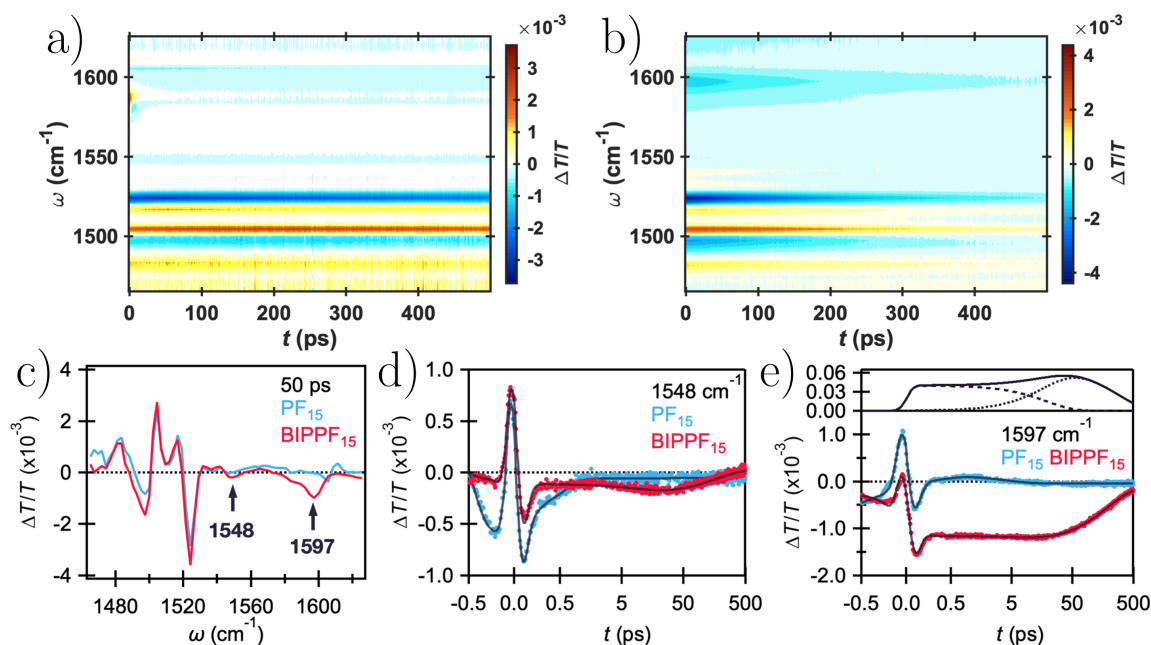 a)
×10⁻³
1600
1550
1500
ω (cm⁻¹)
0 100 200 300 400
t (ps)
3
2
1
0
-1
-2
-3
ΔT/T
b)
×10⁻³
1600
1550
1500
ω (cm⁻¹)
0 100 200 300 400
t (ps)
4
2
0
-2
-4
ΔT/T
c)
4
2
0
-2
-4
ΔT/T (x10⁻³)
50 ps
PF₁₅
BIPPF₁₅
1548
1597
1480 1520 1560 1600
ω (cm⁻¹)
d)
1.0
0.5
0.0
-0.5
-1.0
ΔT/T (x10⁻³)
1548 cm⁻¹
PF₁₅
BIPPF₁₅
-0.5 0.0 0.5 5 50 500
t (ps)
e)
0.06
0.03
0.00
1.0
0.0
-1.0
-2.0
ΔT/T (x10⁻³)
1597 cm⁻¹
PF₁₅ BIPPF₁₅
-0.5 0.0 0.5 5 50 500
t (ps)